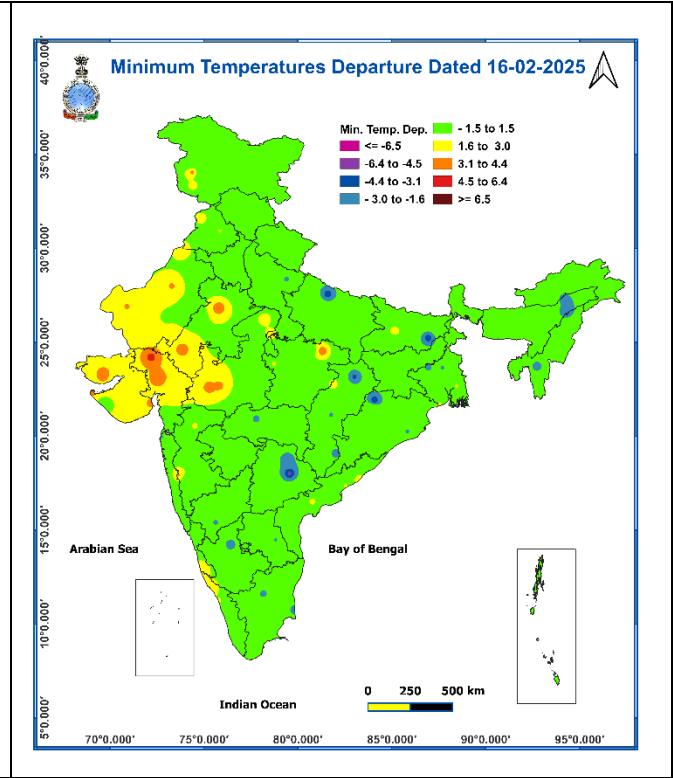 Minimum Temperatures Departure Dated 16-02-2025
Min. Temp. Dep.
<= -6.5
-6.4 to -4.5
-4.4 to -3.1
- 3.0 to -1.6
- 1.5 to 1.5
1.6 to 3.0
3.1 to 4.4
4.5 to 6.4
>= 6.5
40°0.000'
35°0.000'
30°0.000'
25°0.000'
20°0.000'
15°0.000'
10°0.000'
5°0.000'
Arabian Sea
Bay of Bengal
Indian Ocean
0 250 500 km
70°0.000' 75°0.000' 80°0.000' 85°0.000' 90°0.000' 95°0.000'